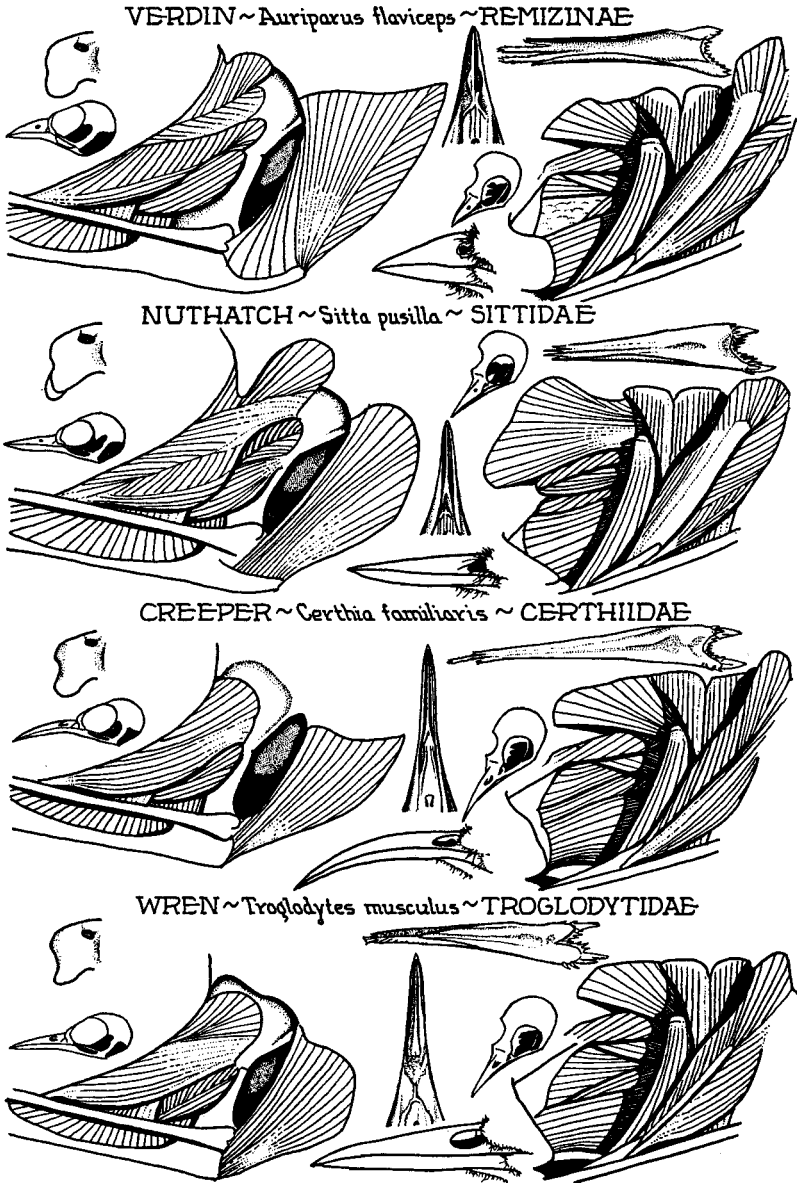 VERDIN ~ Auriparus flaviceps ~ REMIZINAE
NUTHATCH ~ Sitta pusilla ~ SITTIDAE
CREEPER ~ Certhia familiaris ~ CERTHIIDAE
WREN ~ Troglodytes musculus ~ TROGLODYTIDAE